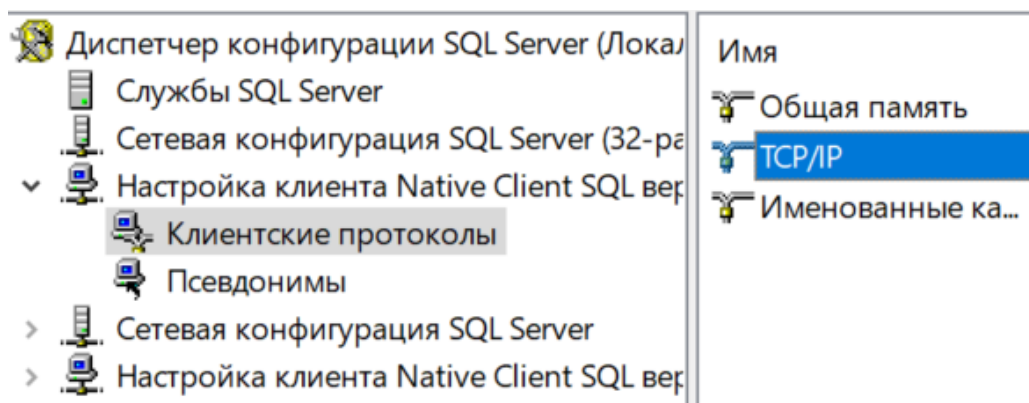 Диспетчер конфигурации SQL Server (Локал
Службы SQL Server
Сетевая конфигурация SQL Server (32-ра
Настройка клиента Native Client SQL вер
Клиентские протоколы
Псевдонимы
Сетевая конфигурация SQL Server
Настройка клиента Native Client SQL вер
Имя
Общая память
TCP/IP
Именованные ка...